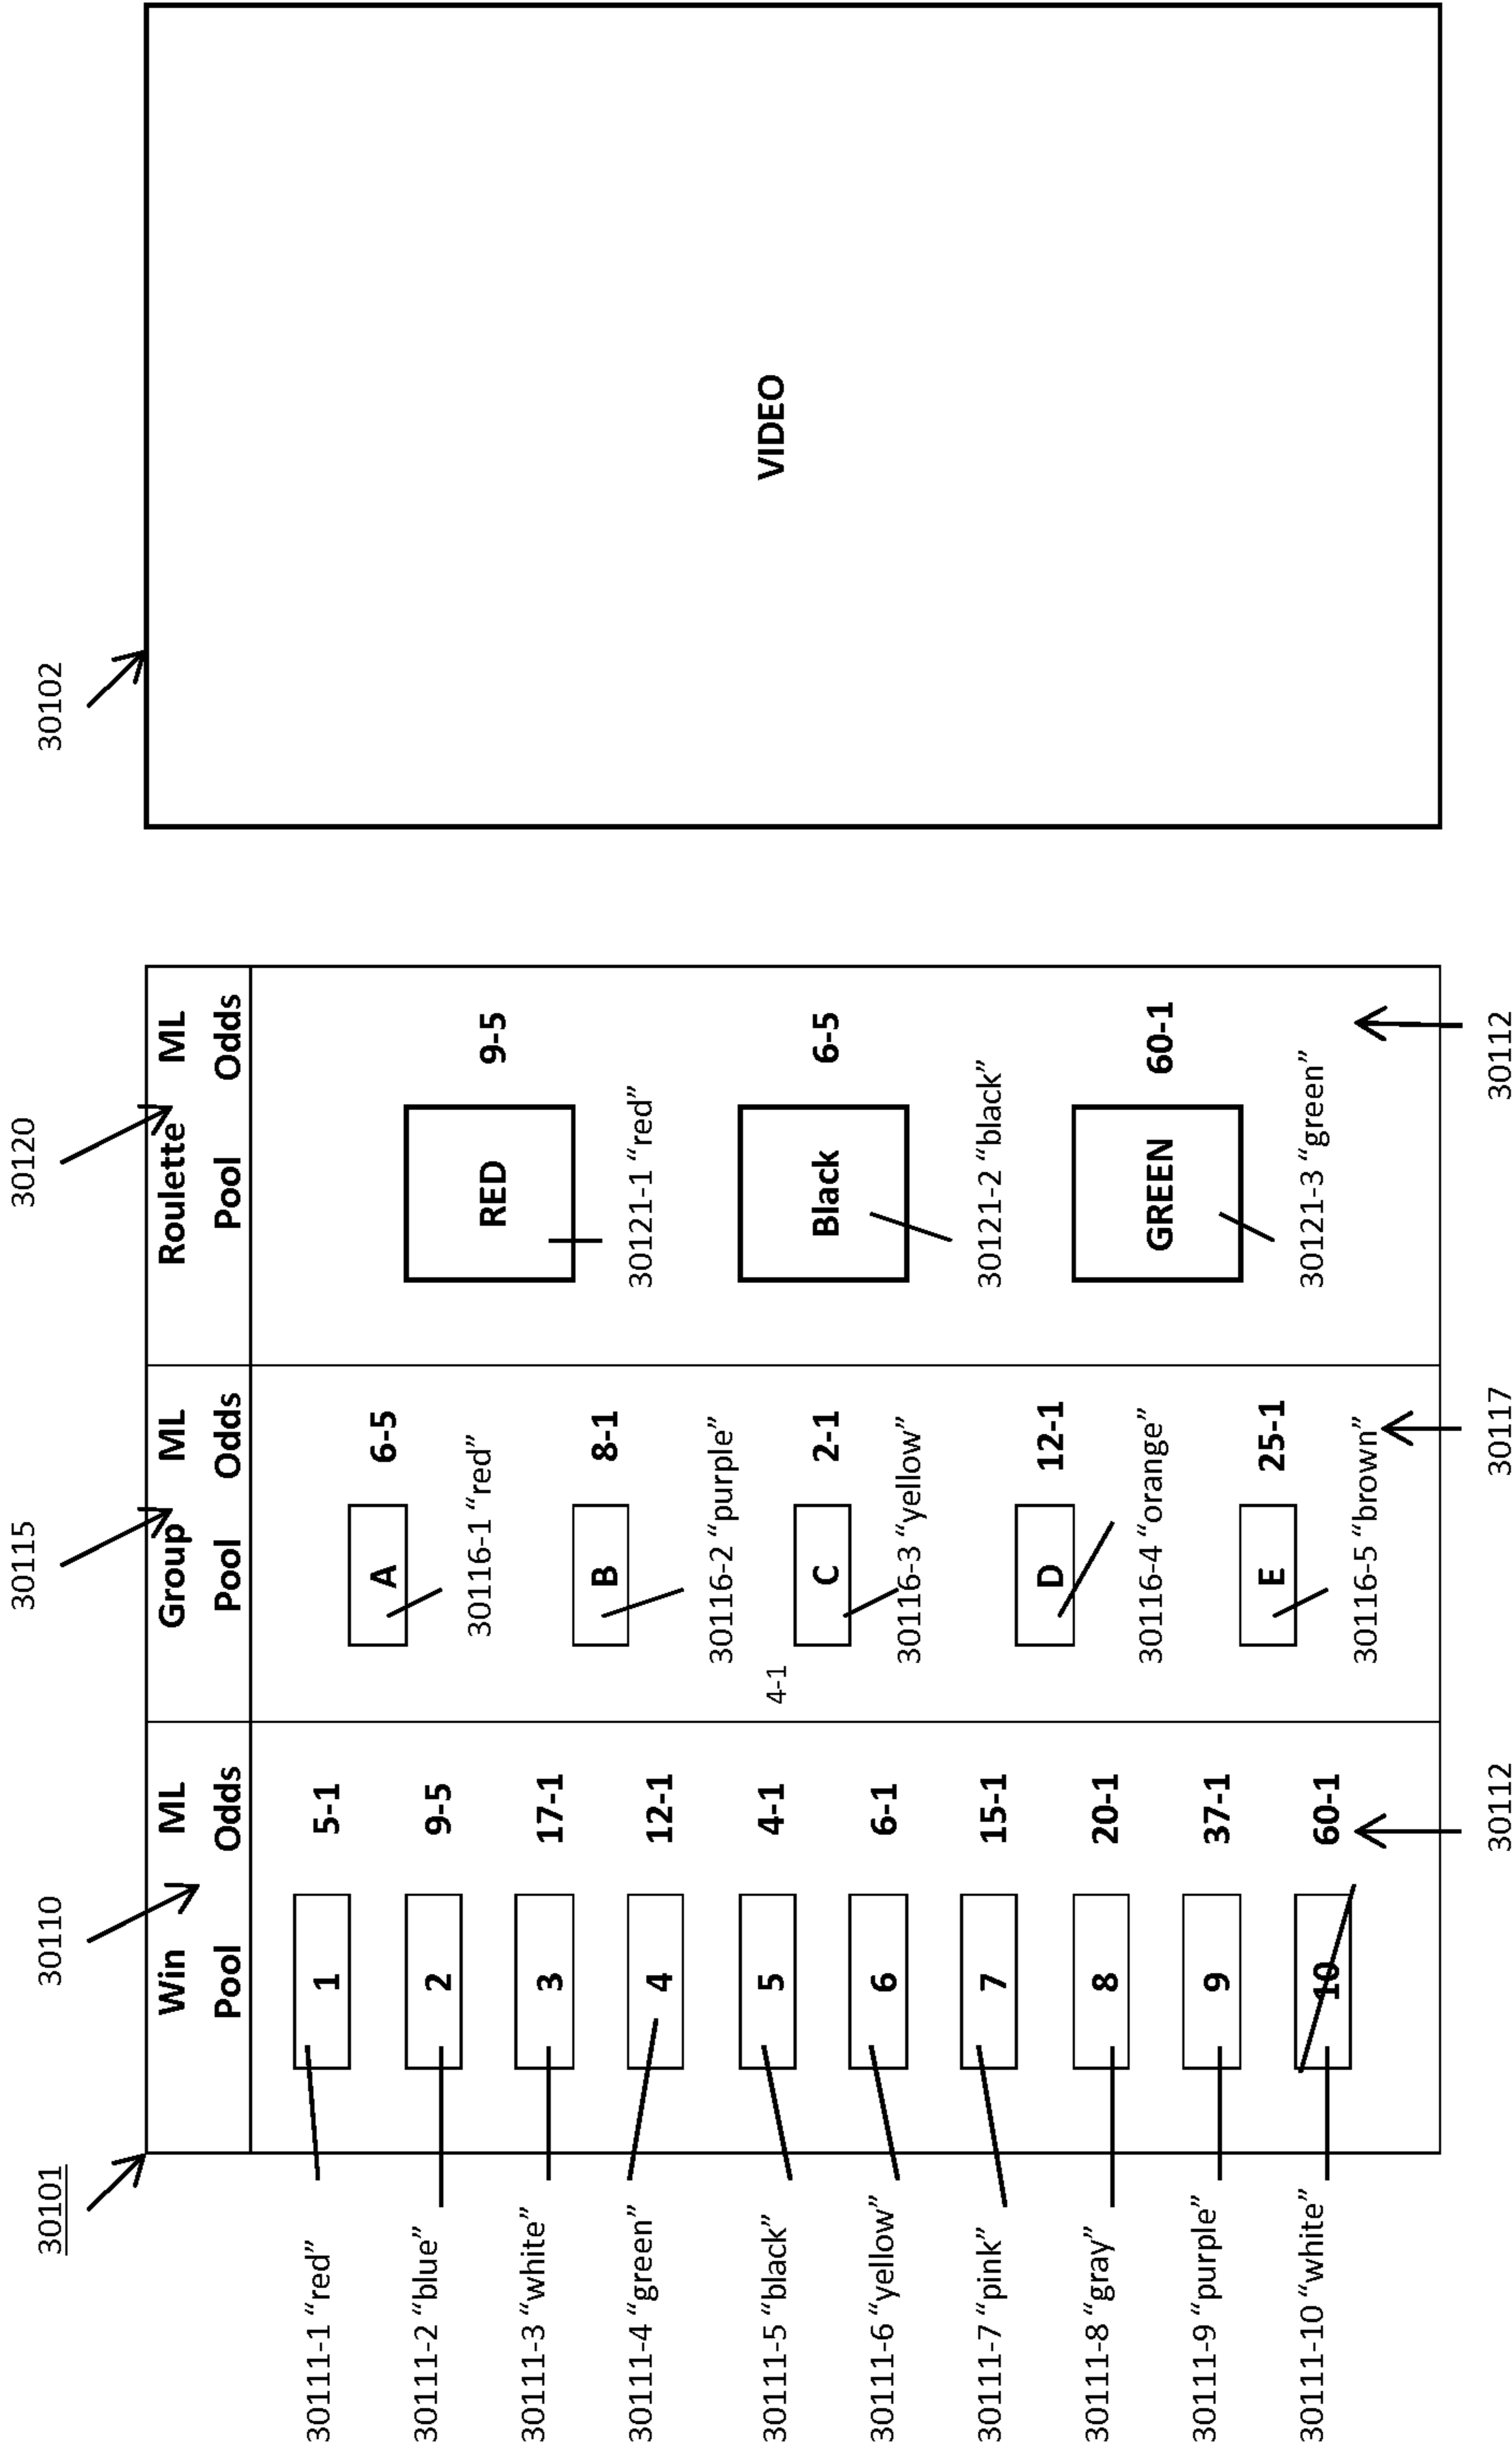 30101
30110
30115
30120
30102
Win ML
Pool Odds
Group ML
Pool Odds
Roulette ML
Pool Odds
30111-1 “red”
1 5-1
30111-2 “blue”
2 9-5
30111-3 “white”
3 17-1
30111-4 “green”
4 12-1
30111-5 “black”
5 4-1
30111-6 “yellow”
6 6-1
30111-7 “pink”
7 15-1
30111-8 “gray”
8 20-1
30111-9 “purple”
9 37-1
30111-10 “white”
10 60-1
30112
A 6-5
30116-1 “red”
B 8-1
30116-2 “purple”
4-1
C 2-1
30116-3 “yellow”
D 12-1
30116-4 “orange”
E 25-1
30116-5 “brown”
30117
RED 9-5
30121-1 “red”
Black 6-5
30121-2 “black”
GREEN 60-1
30121-3 “green”
30112
VIDEO